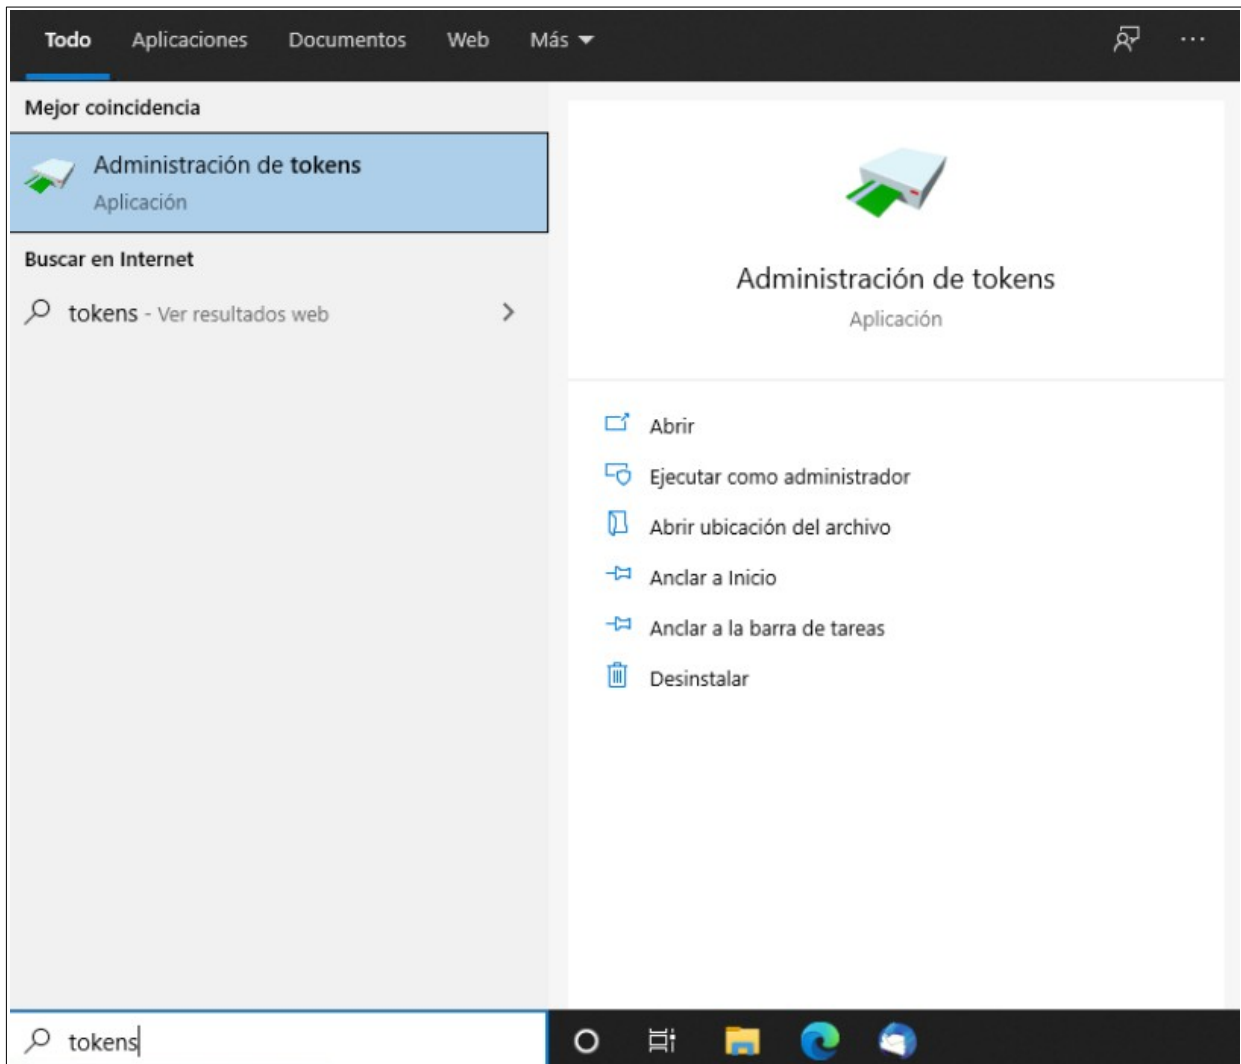 Todo Aplicaciones Documentos Web Más
Mejor coincidencia
Administración de tokens
Aplicación
Buscar en Internet
tokens - Ver resultados web
Administración de tokens
Aplicación
Abrir
Ejecutar como administrador
Abrir ubicación del archivo
Anclar a Inicio
Anclar a la barra de tareas
Desinstalar
tokens